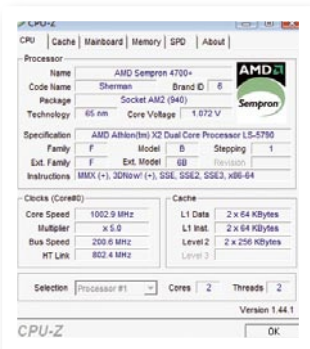 CPU-Z
CPU Cache Mainboard Memory SPD About
Processor
Name AMD Sempron 4700+
Code Name Sherman Brand ID 6
Package Socket AM2 (940)
Technology 65 nm Core Voltage 1.072 V
AMD
Sempron
Specification AMD Athlon(tm) X2 Dual Core Processor LS-5790
Family F Model B Stepping 1
Ext. Family F Ext. Model 6B Revision
Instructions MMX (+), 3DNow! (+), SSE, SSE2, SSE3, x86-64
Clocks (Core#0)
Core Speed 1002.9 MHz
Multiplier x 5.0
Bus Speed 200.6 MHz
HT Link 802.4 MHz
Cache
L1 Data 2 x 64 KBytes
L1 Inst. 2 x 64 KBytes
Level 2 2 x 256 KBytes
Level 3
Selection Processor #1 Cores 2 Threads 2
Version 1.44.1
CPU-Z OK